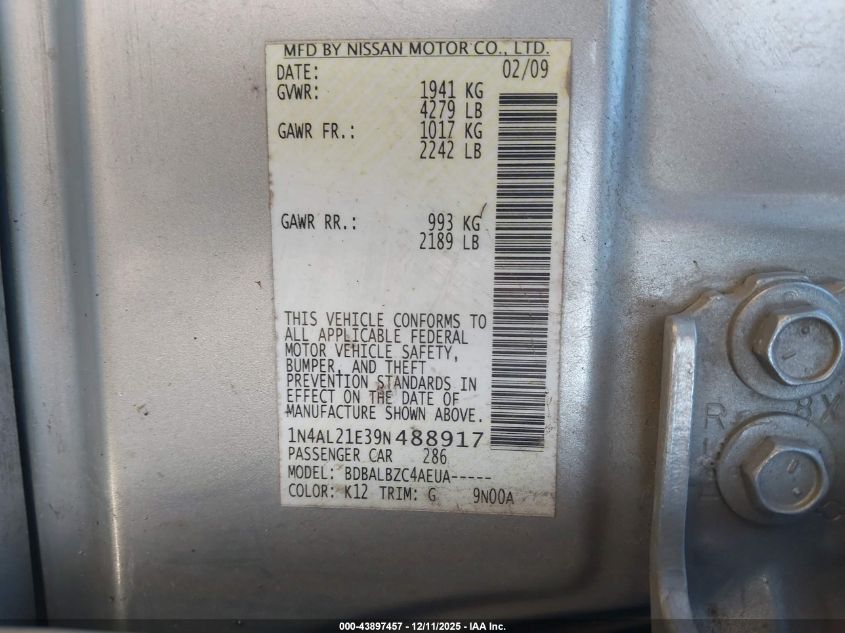 MFD BY NISSAN MOTOR CO., LTD.
DATE: 02/09
GVWR: 1941 KG
4279 LB
GAWR FR.: 1017 KG
2242 LB
GAWR RR.: 993 KG
2189 LB
THIS VEHICLE CONFORMS TO
ALL APPLICABLE FEDERAL
MOTOR VEHICLE SAFETY,
BUMPER, AND THEFT
PREVENTION STANDARDS IN
EFFECT ON THE DATE OF
MANUFACTURE SHOWN ABOVE.
1N4AL21E39N488917
PASSENGER CAR 286
MODEL: BDBALBZC4AEUA-----
COLOR: K12 TRIM: G 9N00A
8X
000-43897457 - 12/11/2025 - IAA Inc.